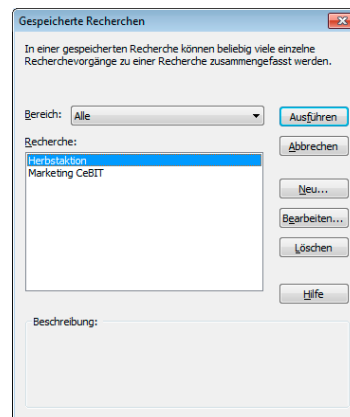 Gespeicherte Recherchen
In einer gespeicherten Recherche können beliebig viele einzelne
Recherchevorgänge zu einer Recherche zusammengefasst werden.
Bereich: Alle
Ausführen
Recherche:
Abbrechen
Herbstaktion
Marketing CeBIT
Neu...
Bearbeiten...
Löschen
Hilfe
Beschreibung: